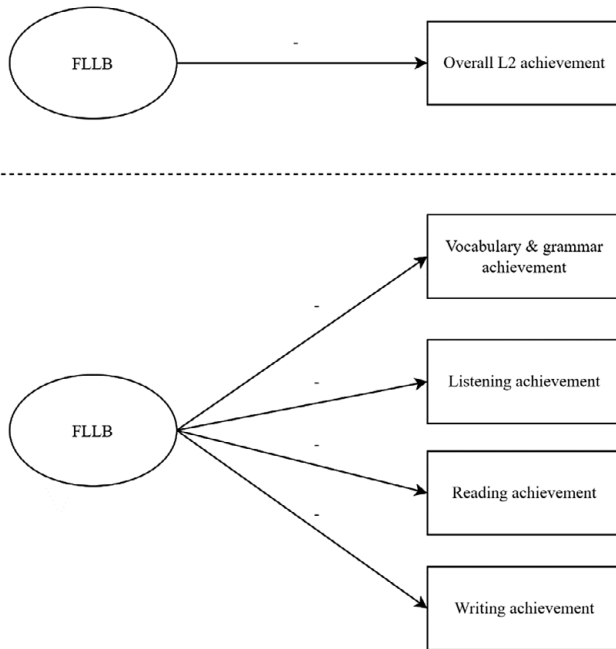 FLLB
-
Overall L2 achievement
Vocabulary & grammar
achievement
-
-
Listening achievement
FLLB
-
Reading achievement
-
Writing achievement